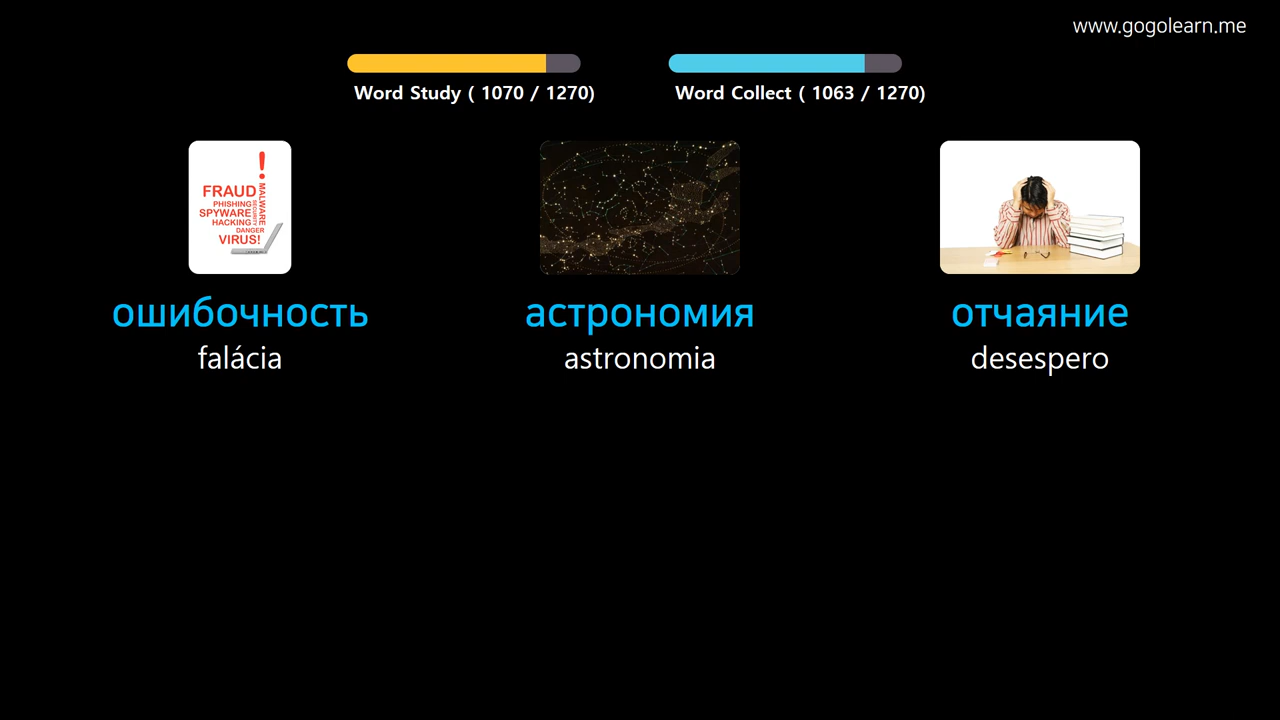 www.gogolearn.me
Word Study ( 1070 / 1270)
Word Collect ( 1063 / 1270)
!
FRAUD
PHISHING
SPYWARE
HACKING
DANGER
VIRUS!
MALWARE
SECURITY
ошибочность
астрономия
отчаяние
falácia
astronomia
desespero